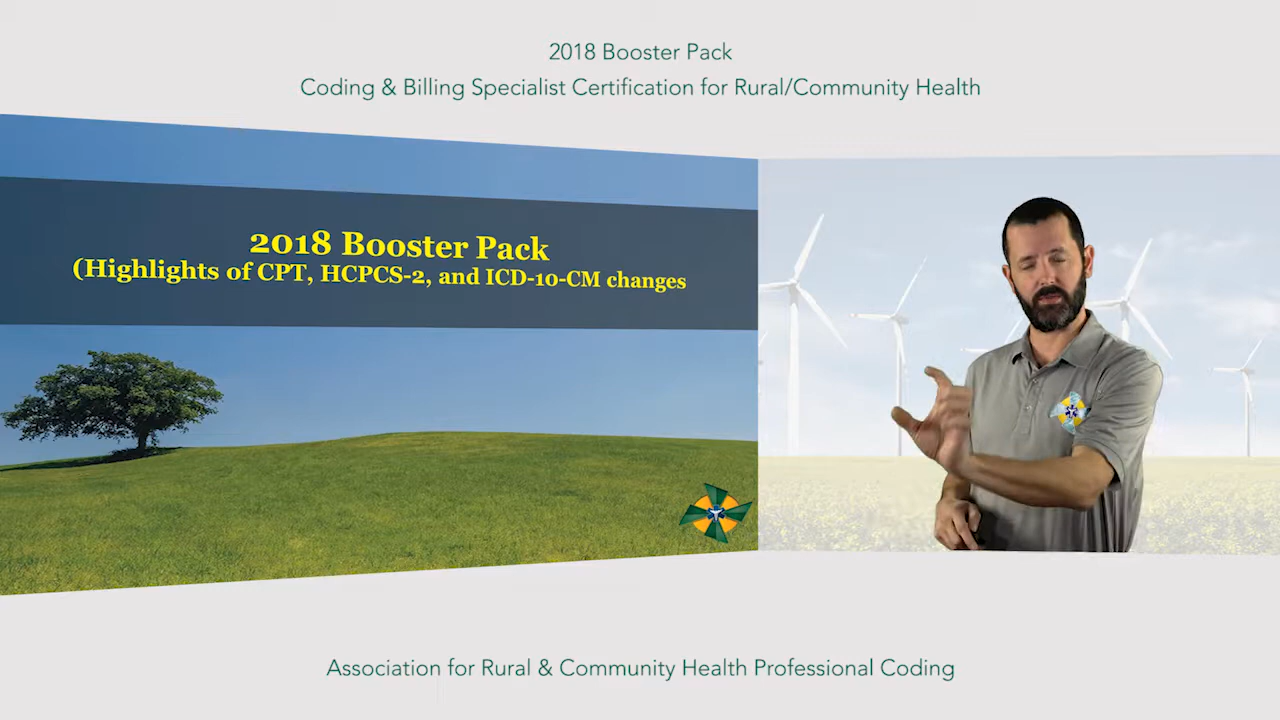 2018 Booster Pack
Coding & Billing Specialist Certification for Rural/Community Health
2018 Booster Pack
(Highlights of CPT, HCPCS-2, and ICD-10-CM changes
Association for Rural & Community Health Professional Coding